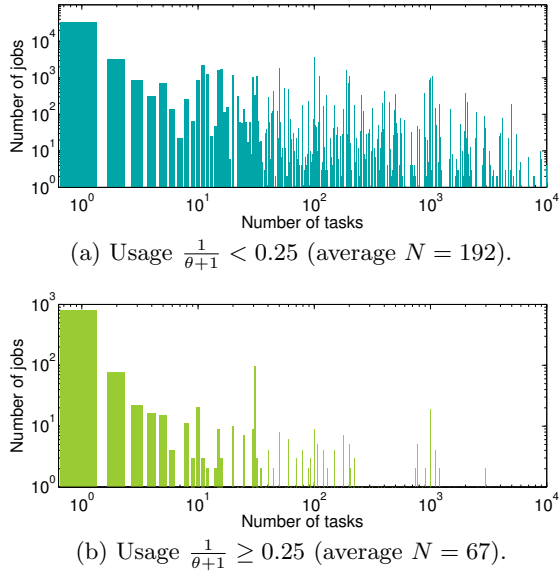 10^4
10^3
10^2
10^1
10^0
Number of jobs
10^0 10^1 10^2 10^3 10^4
Number of tasks
(a) Usage \frac{1}{θ+1} < 0.25 (average N = 192).
10^3
10^2
10^1
10^0
Number of jobs
10^0 10^1 10^2 10^3 10^4
Number of tasks
(b) Usage \frac{1}{θ+1} ≥ 0.25 (average N = 67).